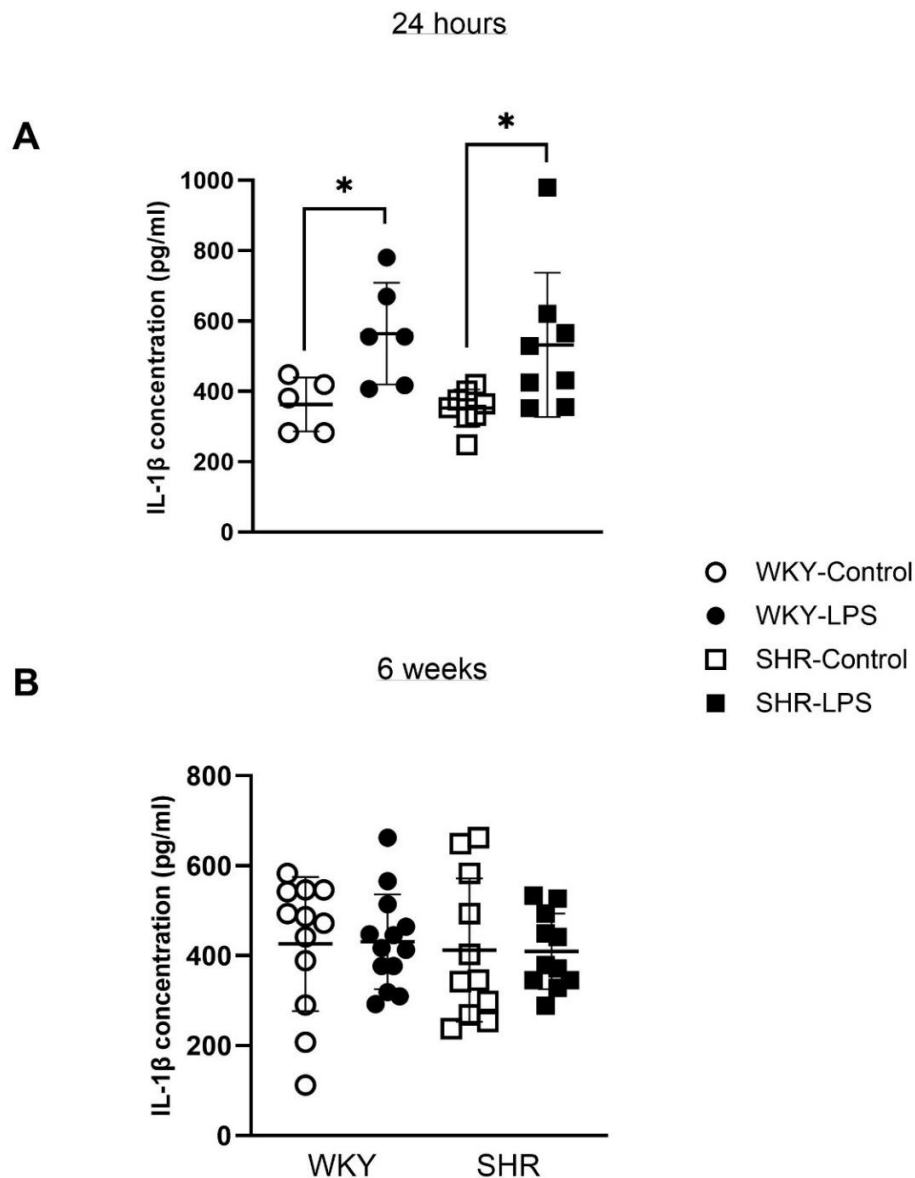 24 hours
A
*
*
IL-1β concentration (pg/ml)
1000
800
600
400
200
0
WKY-Control
WKY-LPS
SHR-Control
SHR-LPS
B
6 weeks
IL-1β concentration (pg/ml)
800
600
400
200
0
WKY
SHR